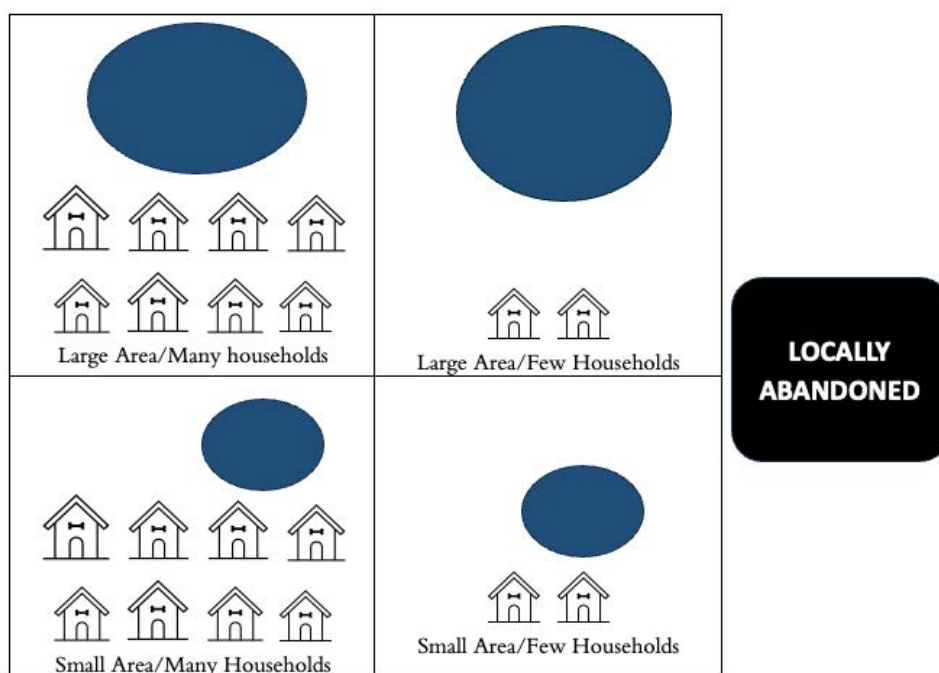 Large Area/Many households
Large Area/Few Households
LOCALLY
ABANDONED
Small Area/Many Households
Small Area/Few Households